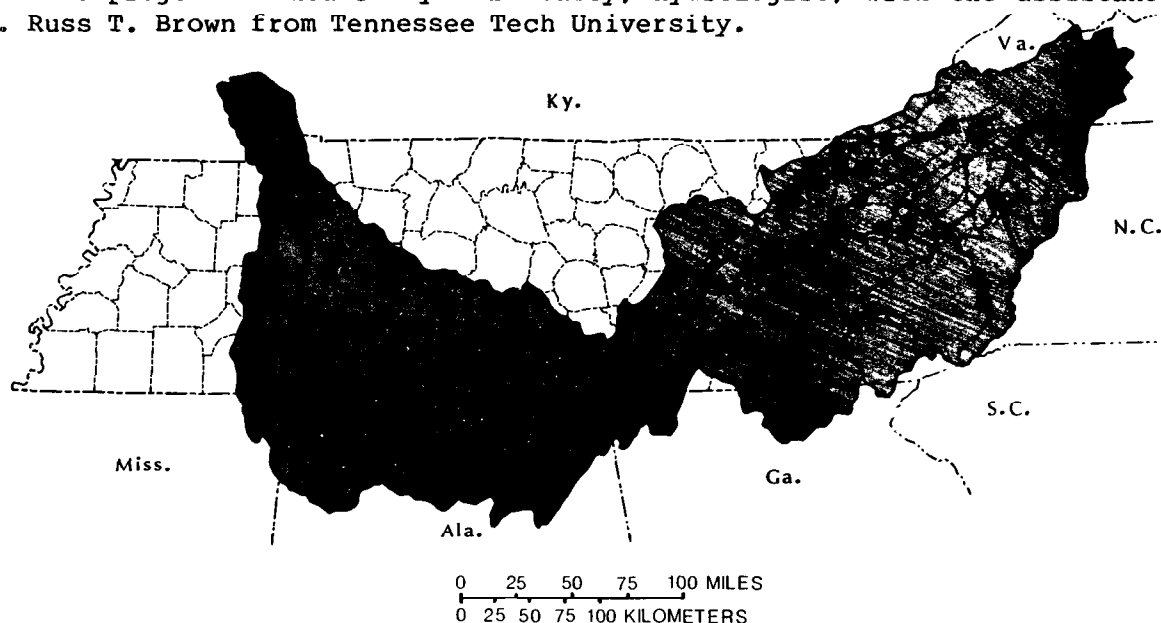 . Russ T. Brown from Tennessee Tech University.
Va.
Ky.
N.C.
S.C.
Miss.
Ga.
Ala.
0 25 50 75 100 MILES
0 25 50 75 100 KILOMETERS